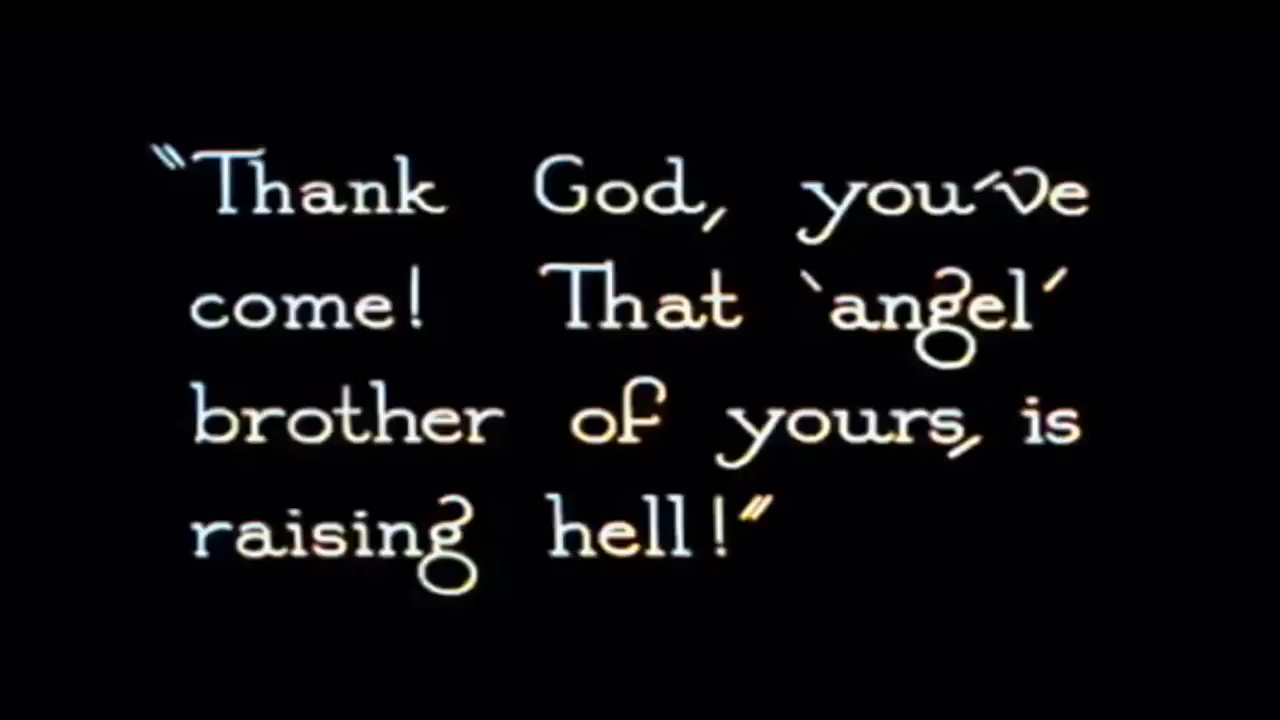 “Thank God, you've
come! That ‘angel’
brother of yours, is
raising hell!”